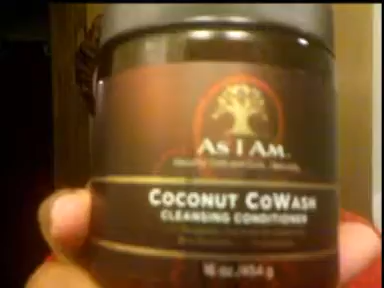 AS I AM
COCONUT COWASH
CLEANSING CONDITIONER
16 oz./454 g